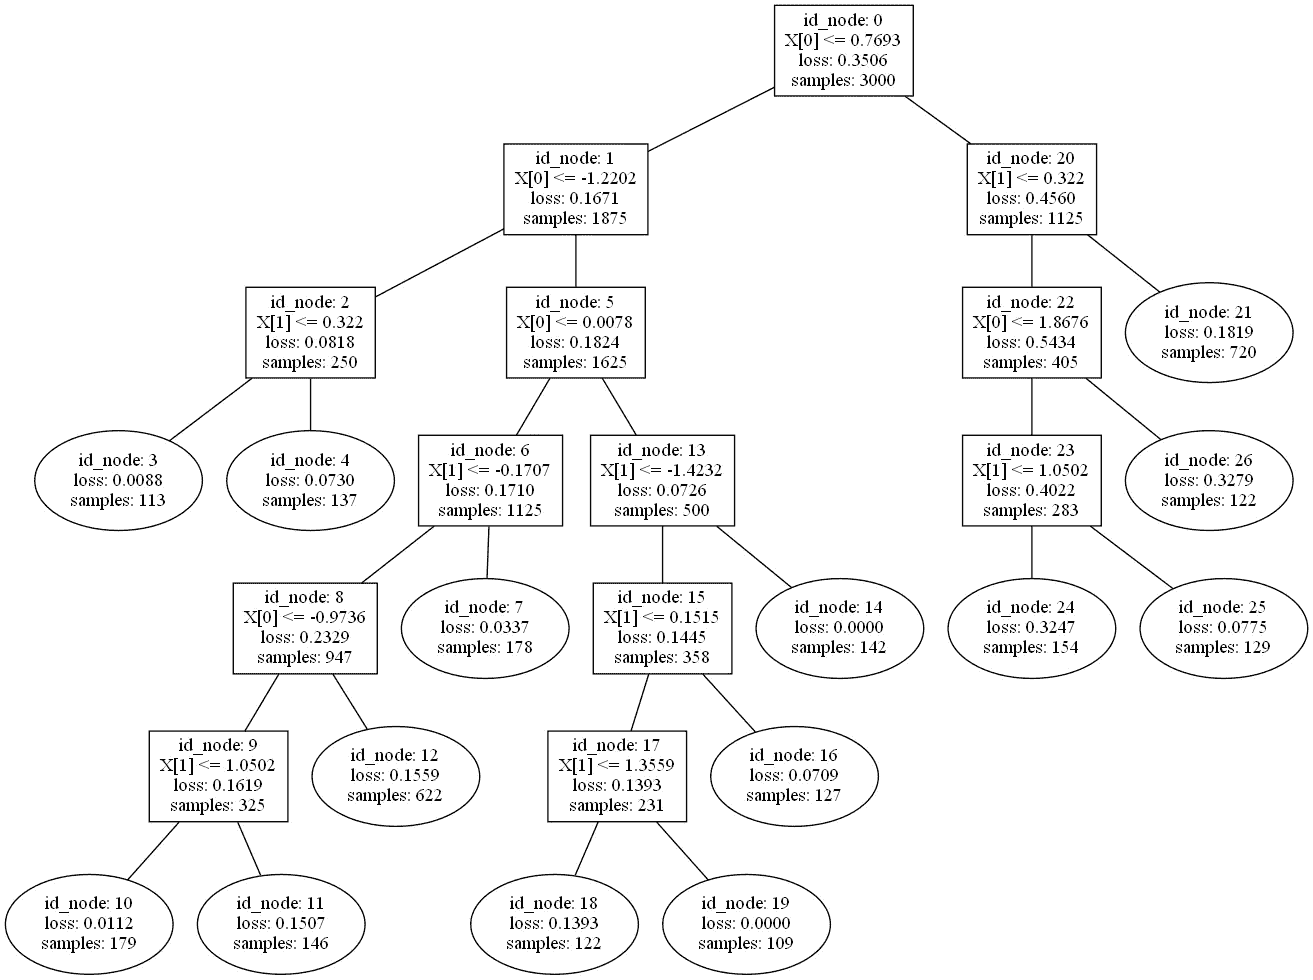 id_node: 0
X[0] <= 0.7693
loss: 0.3506
samples: 3000
id_node: 1
X[0] <= -1.2202
loss: 0.1671
samples: 1875
id_node: 20
X[1] <= 0.322
loss: 0.4560
samples: 1125
id_node: 2
X[1] <= 0.322
loss: 0.0818
samples: 250
id_node: 5
X[0] <= 0.0078
loss: 0.1824
samples: 1625
id_node: 22
X[0] <= 1.8676
loss: 0.5434
samples: 405
id_node: 21
loss: 0.1819
samples: 720
id_node: 3
loss: 0.0088
samples: 113
id_node: 4
loss: 0.0730
samples: 137
id_node: 6
X[1] <= -0.1707
loss: 0.1710
samples: 1125
id_node: 13
X[1] <= -1.4232
loss: 0.0726
samples: 500
id_node: 23
X[1] <= 1.0502
loss: 0.4022
samples: 283
id_node: 26
loss: 0.3279
samples: 122
id_node: 8
X[0] <= -0.9736
loss: 0.2329
samples: 947
id_node: 7
loss: 0.0337
samples: 178
id_node: 15
X[1] <= 0.1515
loss: 0.1445
samples: 358
id_node: 14
loss: 0.0000
samples: 142
id_node: 24
loss: 0.3247
samples: 154
id_node: 25
loss: 0.0775
samples: 129
id_node: 9
X[1] <= 1.0502
loss: 0.1619
samples: 325
id_node: 12
loss: 0.1559
samples: 622
id_node: 17
X[1] <= 1.3559
loss: 0.1393
samples: 231
id_node: 16
loss: 0.0709
samples: 127
id_node: 10
loss: 0.0112
samples: 179
id_node: 11
loss: 0.1507
samples: 146
id_node: 18
loss: 0.1393
samples: 122
id_node: 19
loss: 0.0000
samples: 109